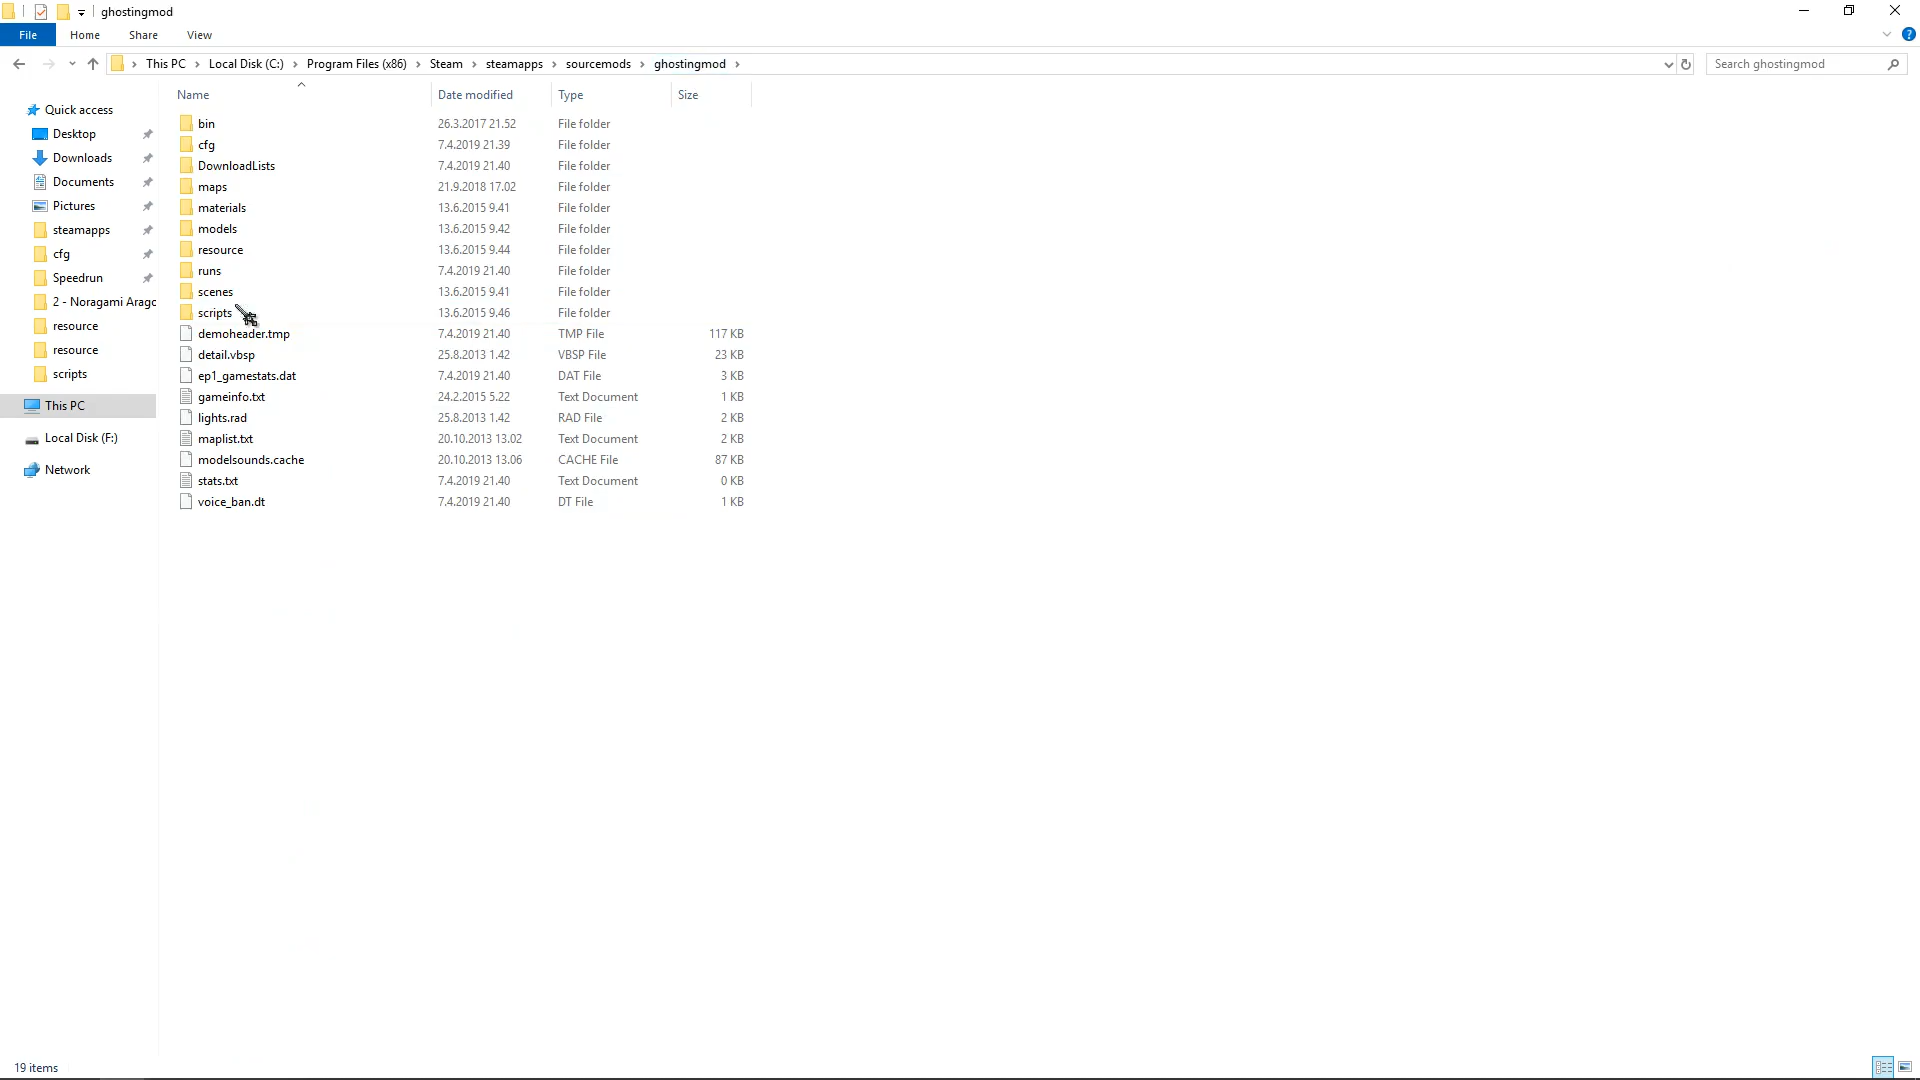 ghostingmod
File Home Share View
This PC Local Disk (C:) Program Files (x86) Steam steamapps sourcemods ghostingmod Search ghostingmod
Name Date modified Type Size
Quick access
Desktop
Downloads
Documents
Pictures
steamapps
cfg
Speedrun
2 - Noragami Arago
resource
resource
scripts
This PC
Local Disk (F:)
Network
bin 26.3.2017 21.52 File folder
cfg 7.4.2019 21.39 File folder
DownloadLists 7.4.2019 21.40 File folder
maps 21.9.2018 17.02 File folder
materials 13.6.2015 9.41 File folder
models 13.6.2015 9.42 File folder
resource 13.6.2015 9.44 File folder
runs 7.4.2019 21.40 File folder
scenes 13.6.2015 9.41 File folder
scripts 13.6.2015 9.46 File folder
demoheader.tmp 7.4.2019 21.40 TMP File 117 KB
detail.vbsp 25.8.2013 1.42 VBSP File 23 KB
ep1_gamestats.dat 7.4.2019 21.40 DAT File 3 KB
gameinfo.txt 24.2.2015 5.22 Text Document 1 KB
lights.rad 25.8.2013 1.42 RAD File 2 KB
maplist.txt 20.10.2013 13.02 Text Document 2 KB
modelsounds.cache 20.10.2013 13.06 CACHE File 87 KB
stats.txt 7.4.2019 21.40 Text Document 0 KB
voice_ban.dt 7.4.2019 21.40 DT File 1 KB
19 items